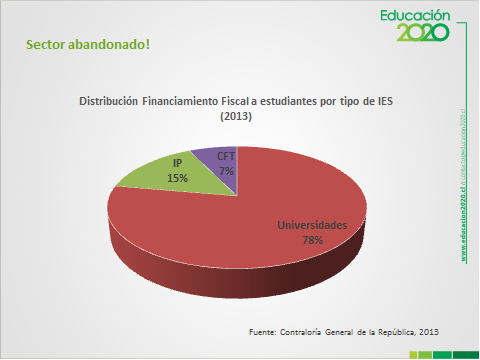 Educación
2020
Sector abandonado!
Distribución Financiamiento Fiscal a estudiantes por tipo de IES
(2013)
CFT
7%
IP
15%
Universidades
78%
www.educacion2020.cl
Fuente: Contraloría General de la República, 2013